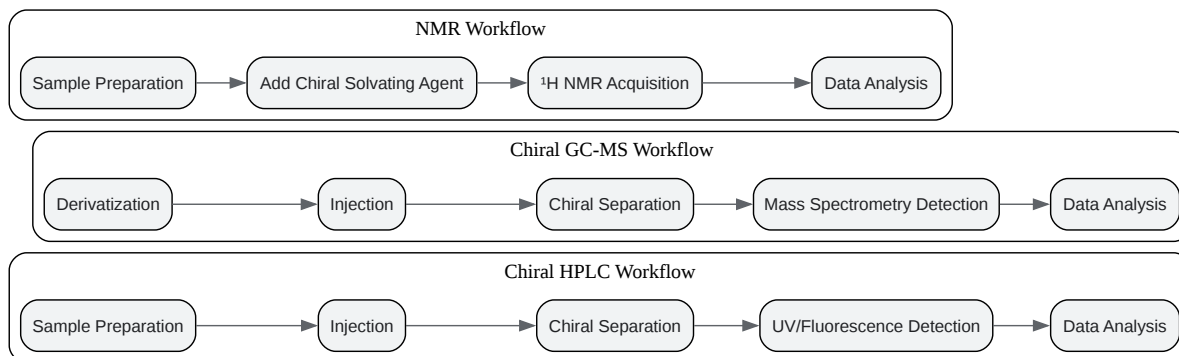 NMR Workflow
Sample Preparation
Add Chiral Solvating Agent
¹H NMR Acquisition
Data Analysis
Chiral GC-MS Workflow
Derivatization
Injection
Chiral Separation
Mass Spectrometry Detection
Data Analysis
Chiral HPLC Workflow
Sample Preparation
Injection
Chiral Separation
UV/Fluorescence Detection
Data Analysis